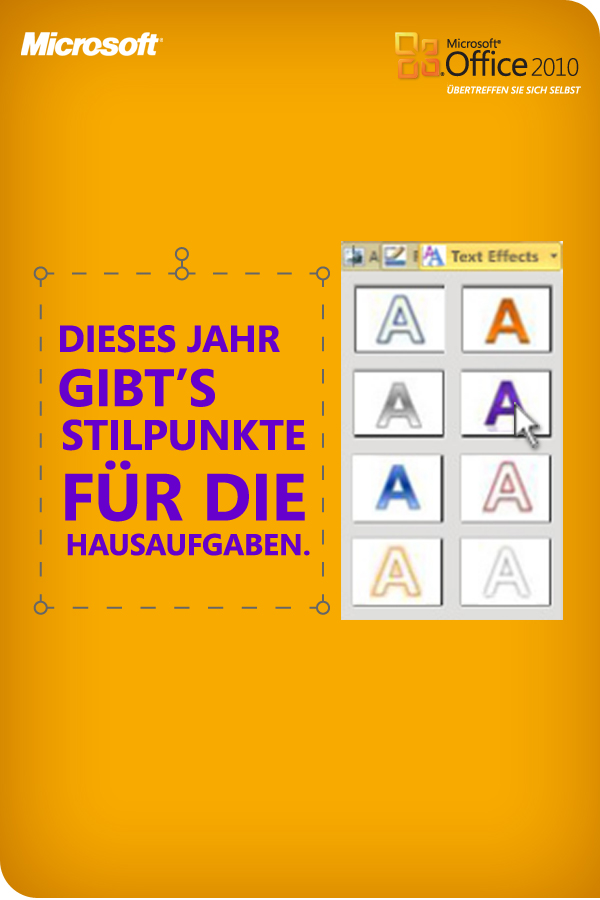 Microsoft®
Microsoft®
Office 2010
ÜBERTREFFEN SIE SICH SELBST
A Text Effects
DIESES JAHR
GIBT’S
STILPUNKTE
FÜR DIE
HAUSAUFGABEN.
A A
A A
A A
A A